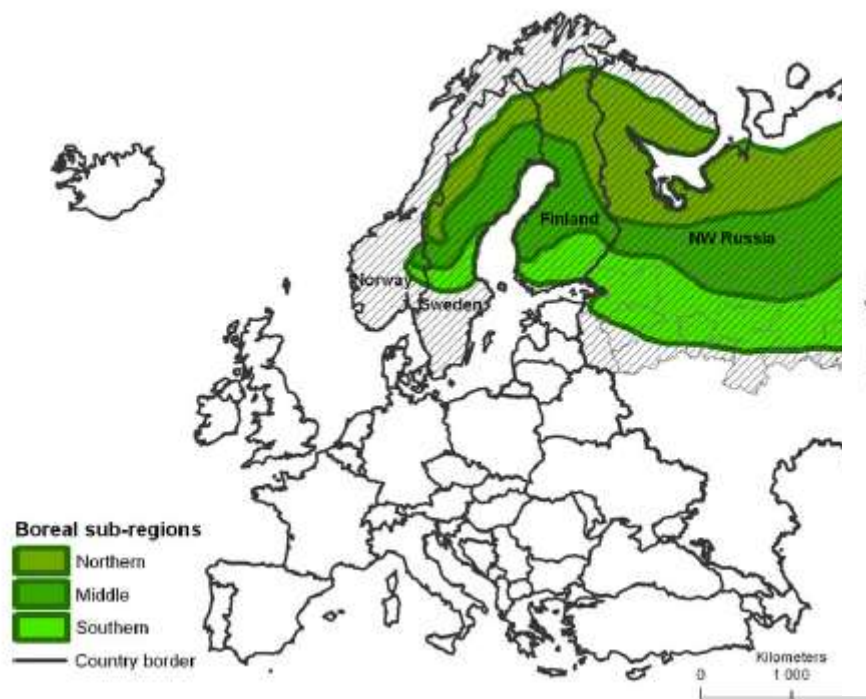 Finland
NW Russia
Norway
Sweden
Boreal sub-regions
Northern
Middle
Southern
Country border
Kilometers
0 1 000